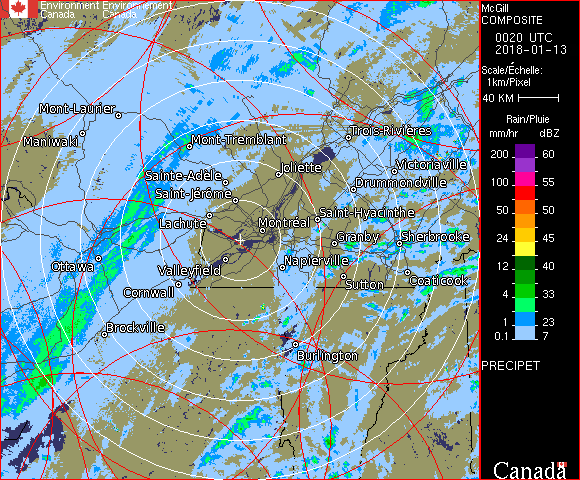 Environment Environnement
Canada Canada
McGill
COMPOSITE
0020 UTC
2018-01-13
Scale/Échelle:
1km/Pixel
40 KM
Rain/Pluie
mm/hr dBZ
200 60
100 55
50 50
24 45
12 40
4 33
1 23
0.1 7
PRECIPET
Mont-Laurier
Maniwaki
Mont-Tremblant
Trois-Rivières
Sainte-Adèle
Joliette
Victoriaville
Saint-Jérôme
Drummondville
Lachute
Montréal
Saint-Hyacinthe
Granby
Sherbrooke
Ottawa
Valleyfield
Napierville
Cornwall
Sutton
Coaticook
Brockville
Burlington
Canada